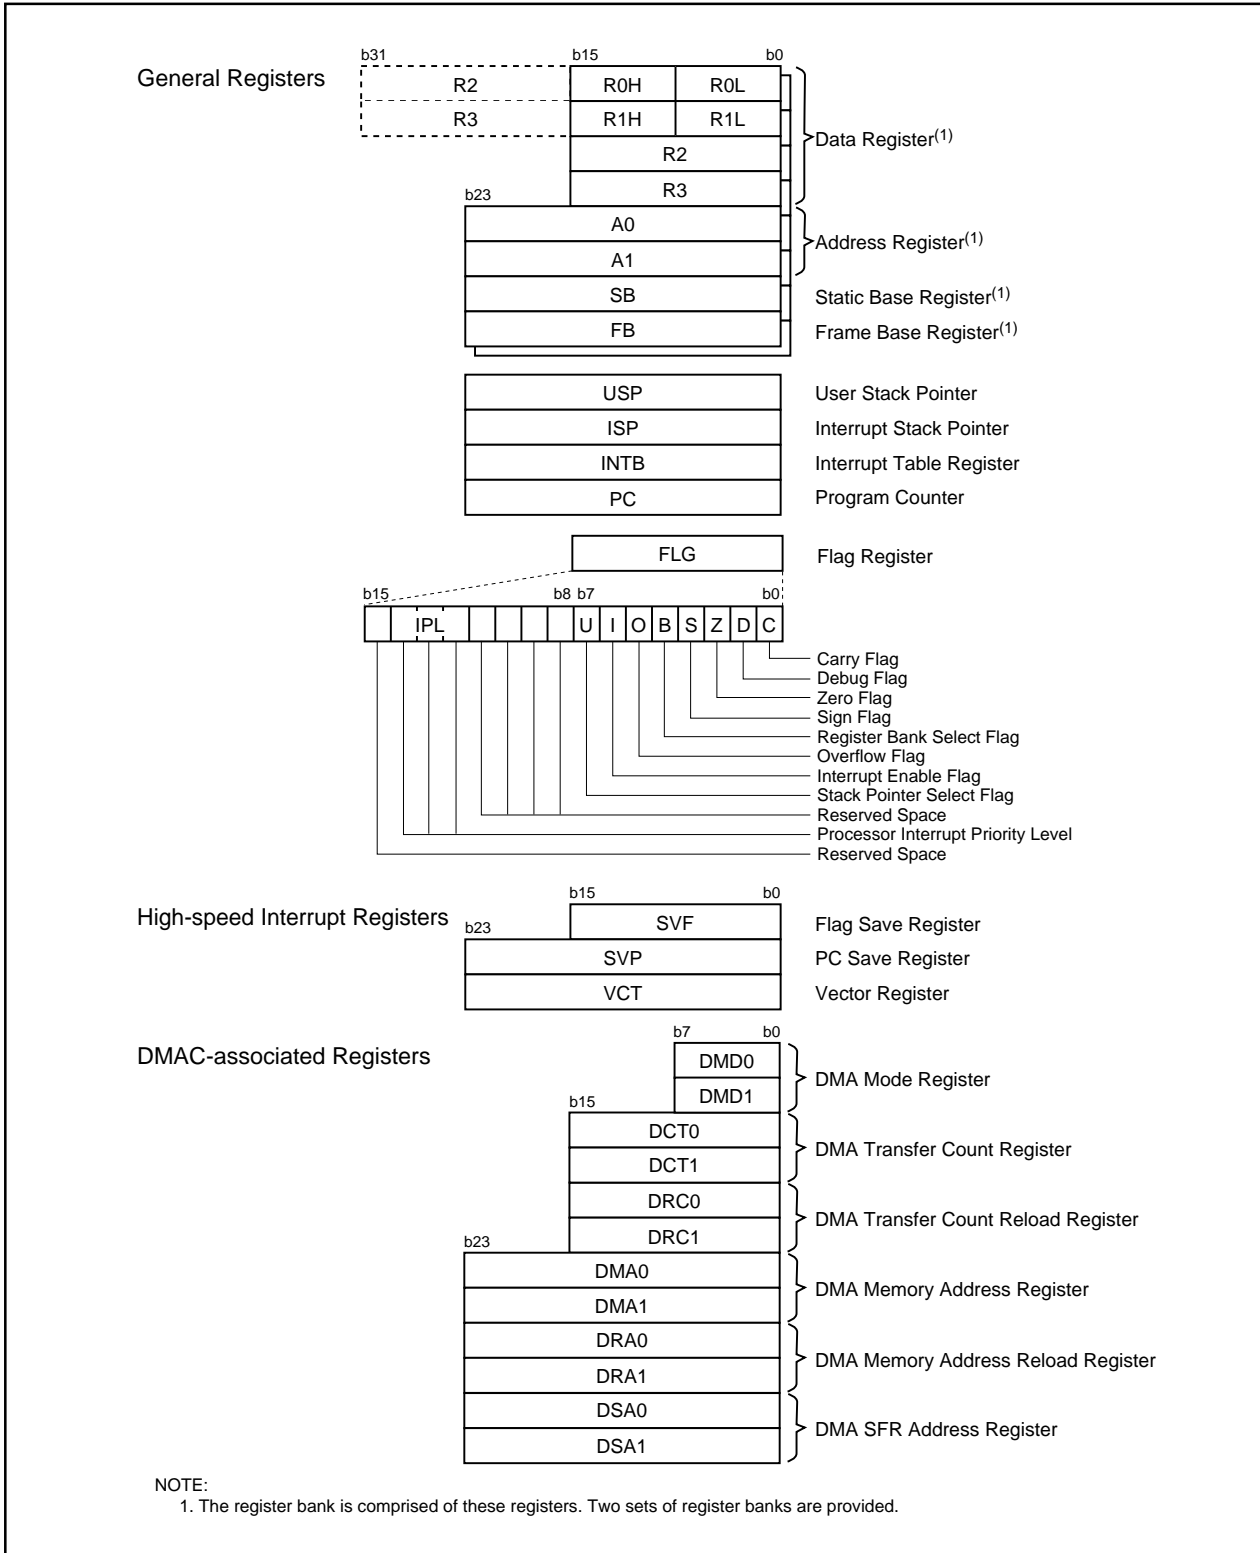 b31 b15 b0
General Registers
R2 R0H R0L
R3 R1H R1L
Data Register(1)
R2
R3
b23
A0
Address Register(1)
A1
SB Static Base Register(1)
FB Frame Base Register(1)
USP User Stack Pointer
ISP Interrupt Stack Pointer
INTB Interrupt Table Register
PC Program Counter
FLG Flag Register
b15 b8 b7 b0
IPL U I O B S Z D C
Carry Flag
Debug Flag
Zero Flag
Sign Flag
Register Bank Select Flag
Overflow Flag
Interrupt Enable Flag
Stack Pointer Select Flag
Reserved Space
Processor Interrupt Priority Level
Reserved Space
b15 b0
High-speed Interrupt Registers
b23
SVF Flag Save Register
SVP PC Save Register
VCT Vector Register
b7 b0
DMAC-associated Registers
DMD0
DMA Mode Register
DMD1
b15
DCT0
DMA Transfer Count Register
DCT1
DRC0
DMA Transfer Count Reload Register
DRC1
b23
DMA0
DMA Memory Address Register
DMA1
DRA0
DMA Memory Address Reload Register
DRA1
DSA0
DMA SFR Address Register
DSA1
NOTE:
1. The register bank is comprised of these registers. Two sets of register banks are provided.